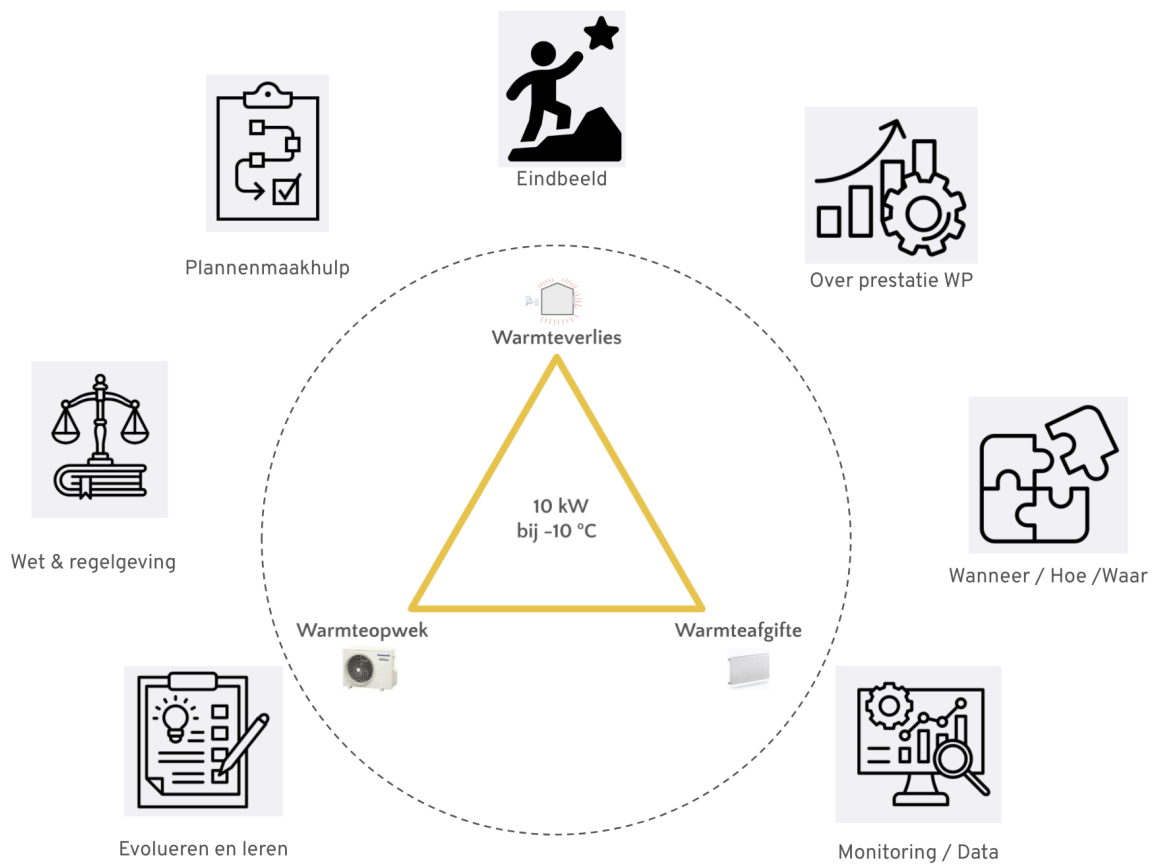 Eindbeeld
Plannenmaakhulp
Over prestatie WP
Warmteverlies
10 kW
bij -10 °C
Wet & regelgeving
Wanneer / Hoe /Waar
Warmteopwek
Warmteafgifte
Evolueren en leren
Monitoring / Data